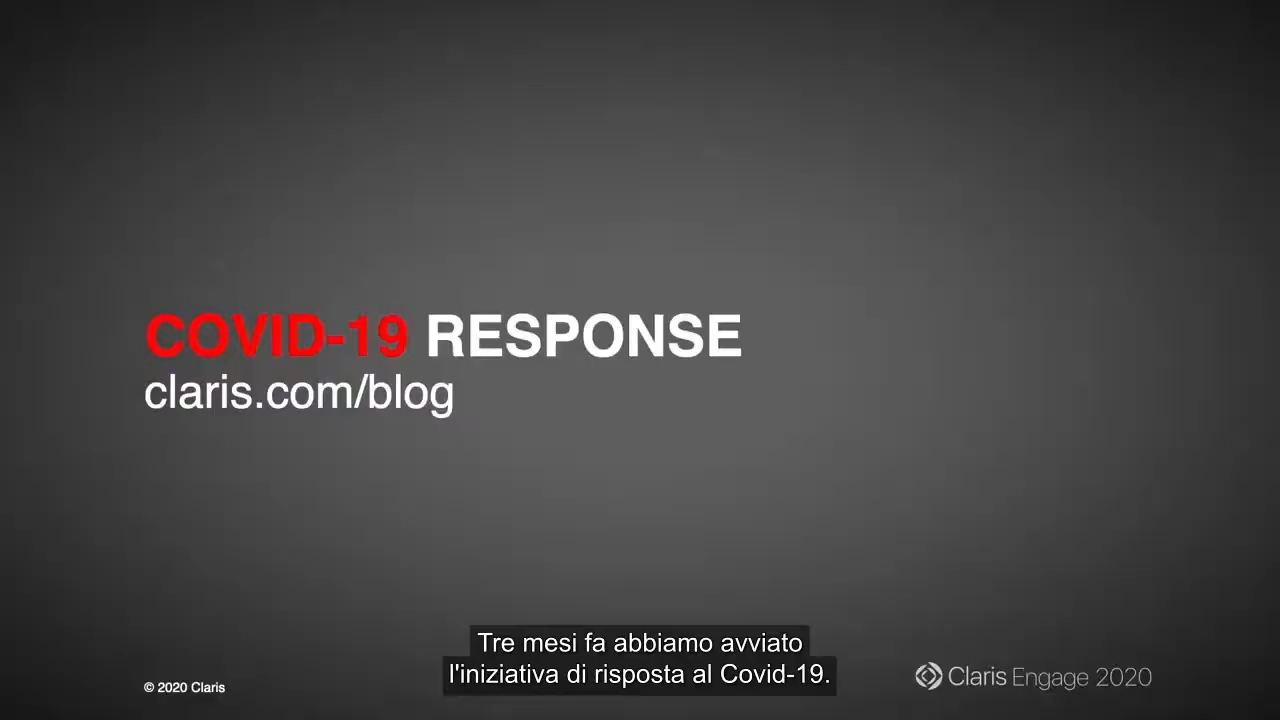 COVID-19 RESPONSE
claris.com/blog
Tre mesi fa abbiamo avviato
l'iniziativa di risposta al Covid-19.
© 2020 Claris
Claris Engage 2020